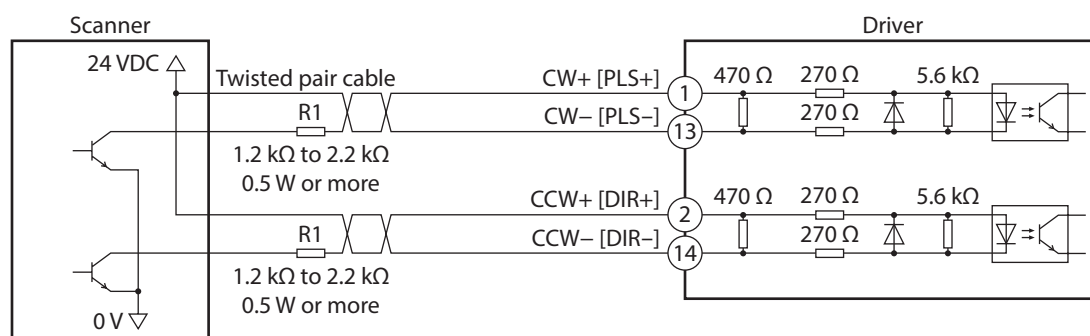 Scanner
Driver
24 VDC
Twisted pair cable
CW+ [PLS+]
1
470 Ω
270 Ω
5.6 kΩ
R1
CW– [PLS–]
13
270 Ω
1.2 kΩ to 2.2 kΩ
0.5 W or more
CCW+ [DIR+]
2
470 Ω
270 Ω
5.6 kΩ
R1
CCW– [DIR–]
14
270 Ω
1.2 kΩ to 2.2 kΩ
0.5 W or more
0 V